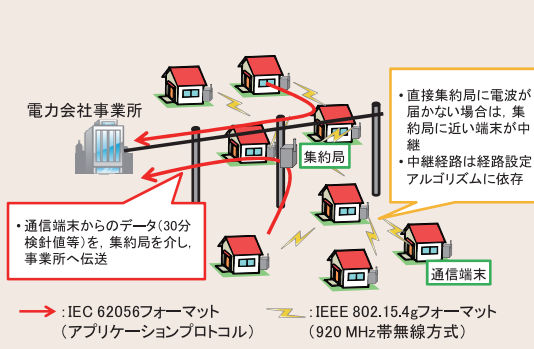 電力会社事業所
集約局
・直接集約局に電波が
届かない場合は，集
約局に近い端末が中
継
・中継経路は経路設定
アルゴリズムに依存
・通信端末からのデータ（30分
検針値等）を，集約局を介し，
事業所へ伝送
通信端末
：IEC 62056フォーマット
（アプリケーションプロトコル）
：IEEE 802.15.4gフォーマット
（920 MHz帯無線方式）